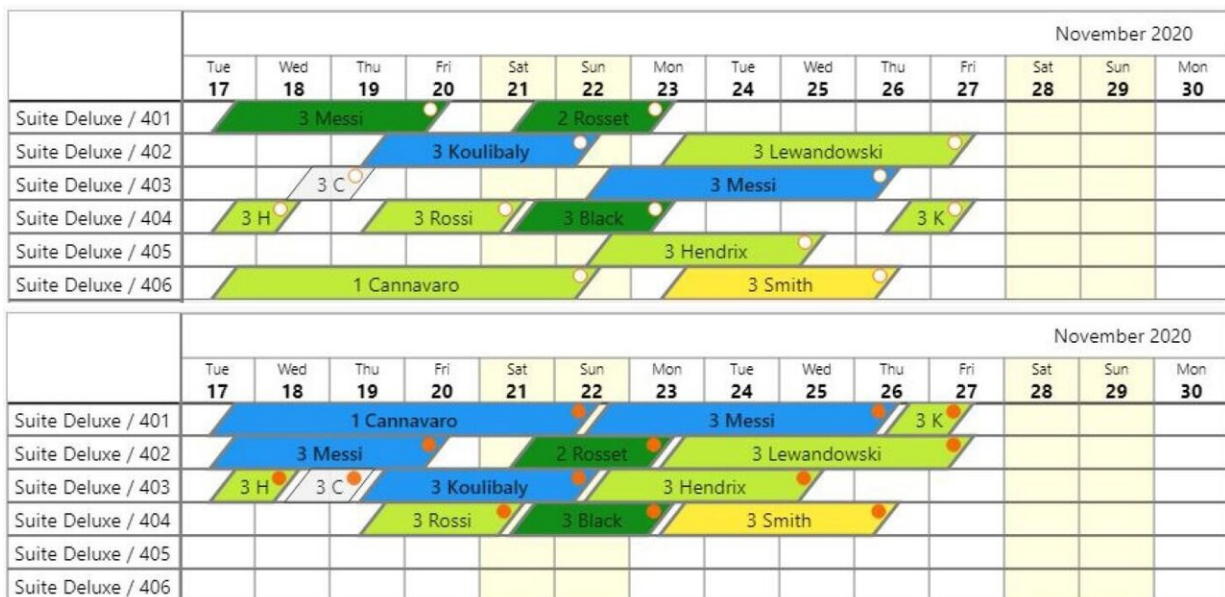 November 2020
Tue Wed Thu Fri Sat Sun Mon Tue Wed Thu Fri Sat Sun Mon
17 18 19 20 21 22 23 24 25 26 27 28 29 30
Suite Deluxe / 401 3 Messi 2 Rosset
Suite Deluxe / 402 3 Koulibaly 3 Lewandowski
Suite Deluxe / 403 3 C 3 Messi
Suite Deluxe / 404 3 H 3 Rossi 3 Black 3 K
Suite Deluxe / 405 3 Hendrix
Suite Deluxe / 406 1 Cannavaro 3 Smith
November 2020
Tue Wed Thu Fri Sat Sun Mon Tue Wed Thu Fri Sat Sun Mon
17 18 19 20 21 22 23 24 25 26 27 28 29 30
Suite Deluxe / 401 1 Cannavaro 3 Messi 3 K
Suite Deluxe / 402 3 Messi 2 Rosset 3 Lewandowski
Suite Deluxe / 403 3 H 3 C 3 Koulibaly 3 Hendrix
Suite Deluxe / 404 3 Rossi 3 Black 3 Smith
Suite Deluxe / 405
Suite Deluxe / 406